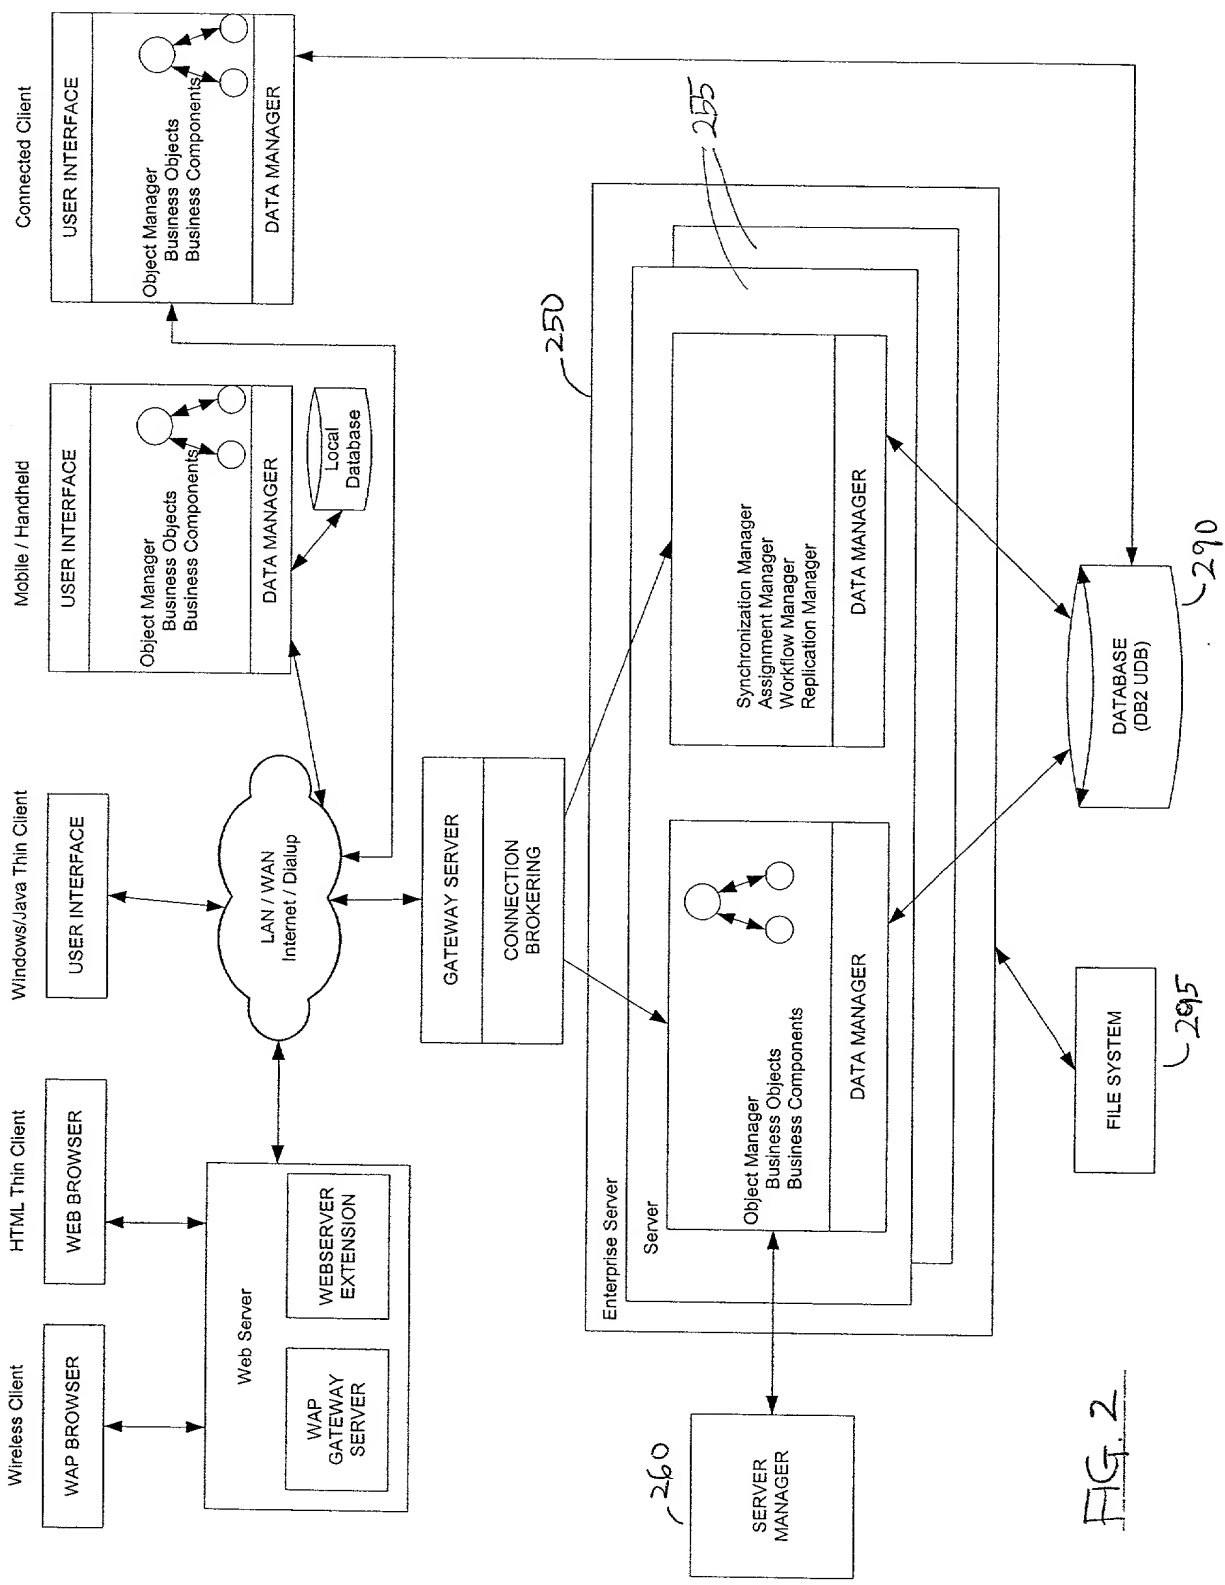 Wireless Client
WAP BROWSER
HTML Thin Client
WEB BROWSER
Windows/Java Thin Client
USER INTERFACE
Mobile / Handheld
USER INTERFACE
Object Manager
Business Objects
Business Components
DATA MANAGER
Local
Database
Connected Client
USER INTERFACE
Object Manager
Business Objects
Business Components
DATA MANAGER
Web Server
WAP
GATEWAY
SERVER
WEBSERVER
EXTENSION
LAN / WAN
Internet / Dialup
GATEWAY SERVER
CONNECTION
BROKERING
250
255
Enterprise Server
Server
Object Manager
Business Objects
Business Components
DATA MANAGER
Synchronization Manager
Assignment Manager
Workflow Manager
Replication Manager
DATA MANAGER
260
SERVER
MANAGER
FILE SYSTEM
295
DATABASE
(DB2 UDB)
290
FIG. 2